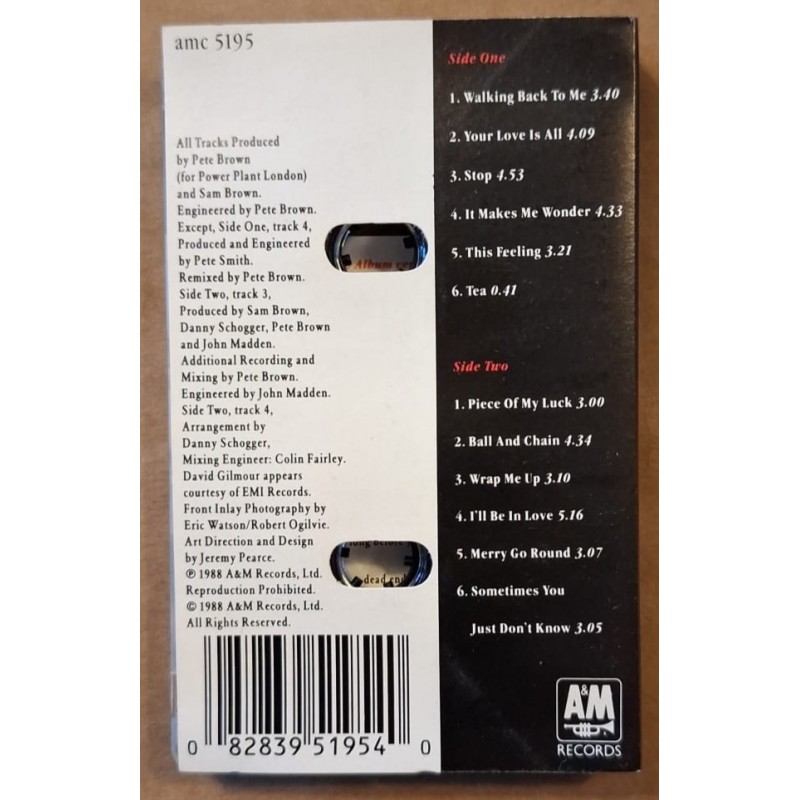 amc 5195
All Tracks Produced
by Pete Brown
(for Power Plant London)
and Sam Brown.
Engineered by Pete Brown.
Except, Side One, track 4,
Produced and Engineered
by Pete Smith.
Remixed by Pete Brown.
Side Two, track 3,
Produced by Sam Brown,
Danny Schogger, Pete Brown
and John Madden.
Additional Recording and
Mixing by Pete Brown.
Engineered by John Madden.
Side Two, track 4,
Arrangement by
Danny Schogger,
Mixing Engineer: Colin Fairley.
David Gilmour appears
courtesy of EMI Records.
Front Inlay Photography by
Eric Watson/Robert Ogilvie.
Art Direction and Design
by Jeremy Pearce.
℗ 1988 A&M Records, Ltd.
Reproduction Prohibited.
© 1988 A&M Records, Ltd.
All Rights Reserved.
0 82839 51954 0
Album
long before
dead
Side One
1. Walking Back To Me 3.40
2. Your Love Is All 4.09
3. Stop 4.53
4. It Makes Me Wonder 4.33
5. This Feeling 3.21
6. Tea 0.41
Side Two
1. Piece Of My Luck 3.00
2. Ball And Chain 4.34
3. Wrap Me Up 3.10
4. I'll Be In Love 5.16
5. Merry Go Round 3.07
6. Sometimes You
Just Don't Know 3.05
A&M
RECORDS